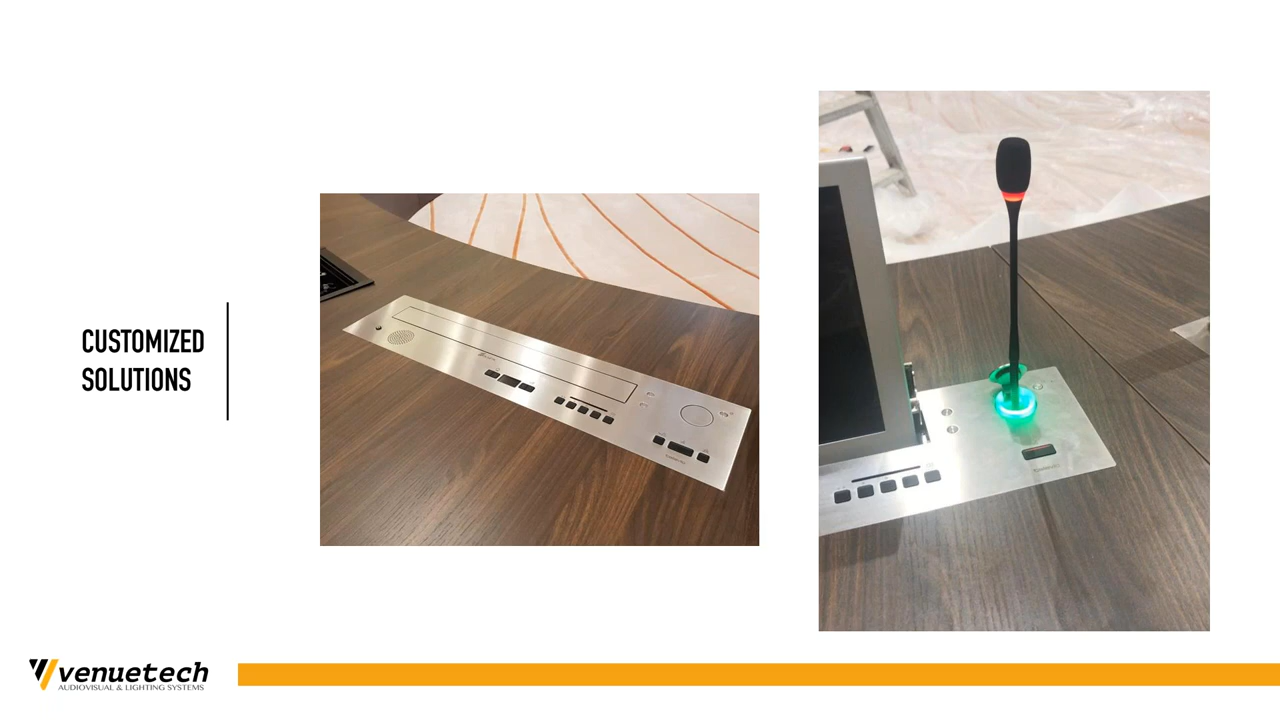 CUSTOMIZED
SOLUTIONS
venuetech
AUDIOVISUAL & LIGHTING SYSTEMS